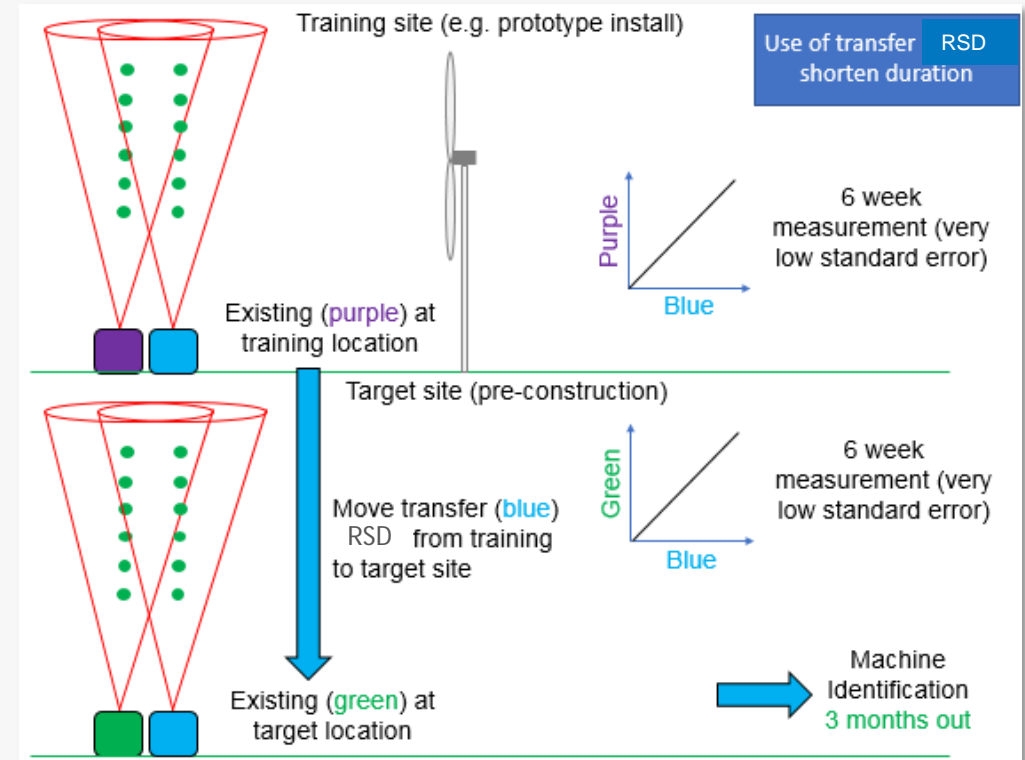 Training site (e.g. prototype install)
Use of transfer RSD
shorten duration
Purple
Blue
6 week
measurement (very
low standard error)
Existing (purple) at
training location
Target site (pre-construction)
Green
Blue
6 week
measurement (very
low standard error)
Move transfer (blue)
RSD from training
to target site
Existing (green) at
target location
Machine
Identification
3 months out